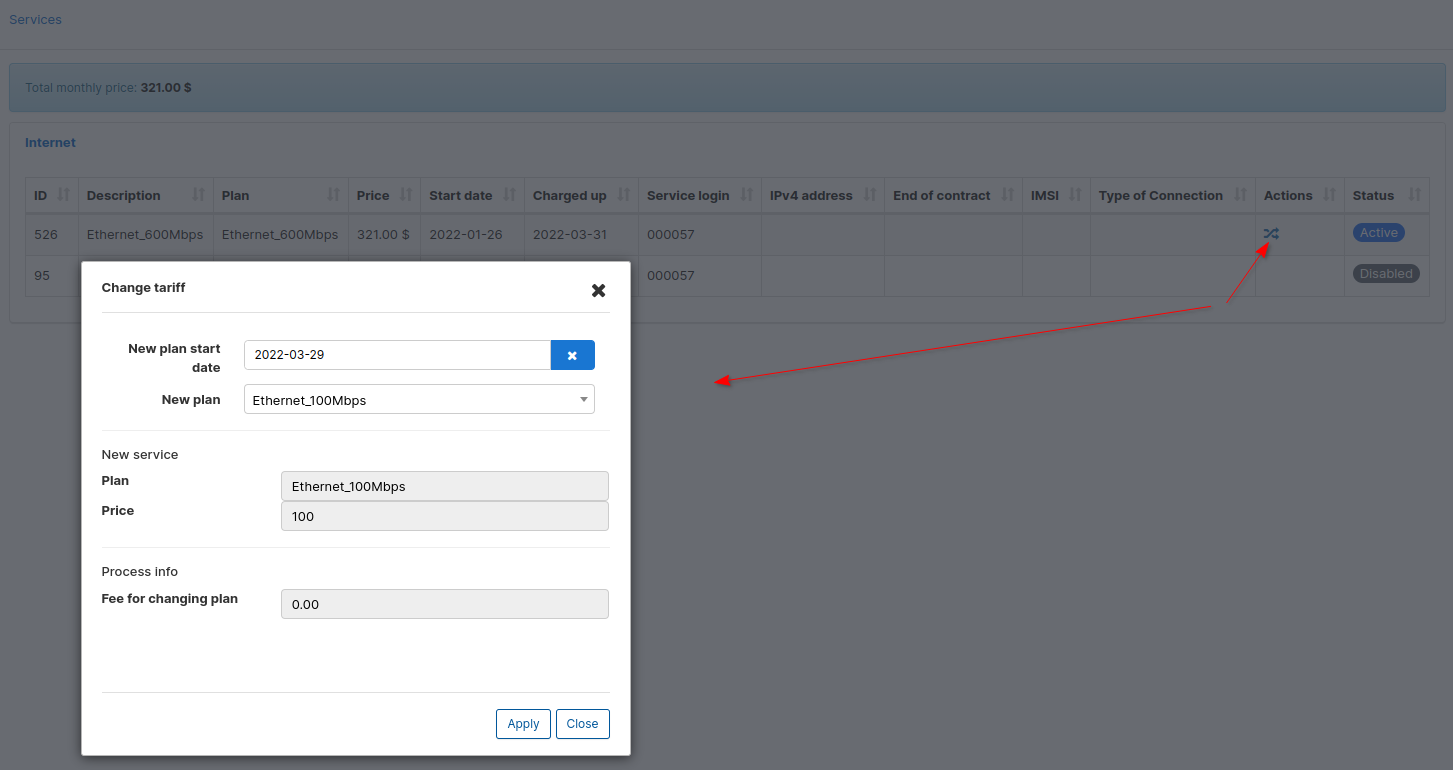 Services
Total monthly price: 321.00 $
Internet
ID Description Plan Price Start date Charged up Service login IPv4 address End of contract IMSI Type of Connection Actions Status
526 Ethernet_600Mbps Ethernet_600Mbps 321.00 $ 2022-01-26 2022-03-31 000057 Active
95 000057 Disabled
Change tariff
New plan start
date
2022-03-29
New plan Ethernet_100Mbps
New service
Plan Ethernet_100Mbps
Price 100
Process info
Fee for changing plan 0.00
Apply Close